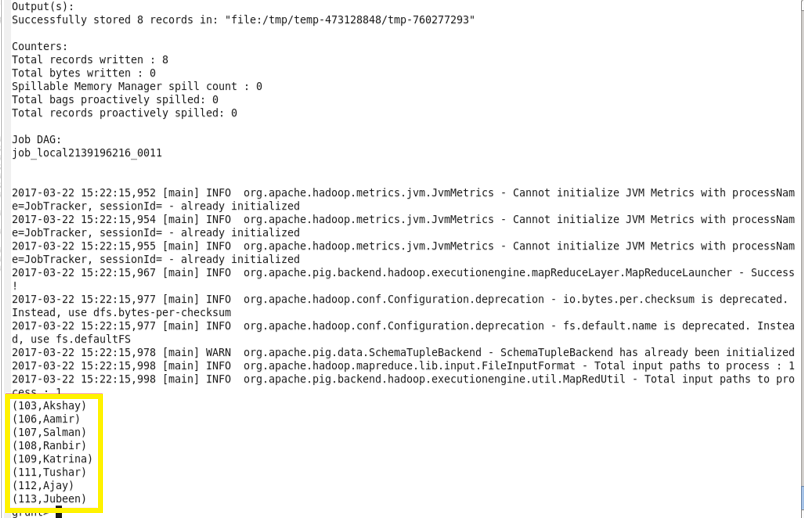 Output(s):
Successfully stored 8 records in: "file:/tmp/temp-473128848/tmp-760277293"
Counters:
Total records written : 8
Total bytes written : 0
Spillable Memory Manager spill count : 0
Total bags proactively spilled: 0
Total records proactively spilled: 0
Job DAG:
job_local2139196216_0011
2017-03-22 15:22:15,952 [main] INFO  org.apache.hadoop.metrics.jvm.JvmMetrics - Cannot initialize JVM Metrics with processNam
e=JobTracker, sessionId= - already initialized
2017-03-22 15:22:15,954 [main] INFO  org.apache.hadoop.metrics.jvm.JvmMetrics - Cannot initialize JVM Metrics with processNam
e=JobTracker, sessionId= - already initialized
2017-03-22 15:22:15,955 [main] INFO  org.apache.hadoop.metrics.jvm.JvmMetrics - Cannot initialize JVM Metrics with processNam
e=JobTracker, sessionId= - already initialized
2017-03-22 15:22:15,967 [main] INFO  org.apache.pig.backend.hadoop.executionengine.mapReduceLayer.MapReduceLauncher - Success
!
2017-03-22 15:22:15,977 [main] INFO  org.apache.hadoop.conf.Configuration.deprecation - io.bytes.per.checksum is deprecated.
Instead, use dfs.bytes-per-checksum
2017-03-22 15:22:15,977 [main] INFO  org.apache.hadoop.conf.Configuration.deprecation - fs.default.name is deprecated. Instea
d, use fs.defaultFS
2017-03-22 15:22:15,978 [main] WARN  org.apache.pig.data.SchemaTupleBackend - SchemaTupleBackend has already been initialized
2017-03-22 15:22:15,998 [main] INFO  org.apache.hadoop.mapreduce.lib.input.FileInputFormat - Total input paths to process : 1
2017-03-22 15:22:15,998 [main] INFO  org.apache.pig.backend.hadoop.executionengine.util.MapRedUtil - Total input paths to pro
cess : 1
(103,Akshay)
(106,Aamir)
(107,Salman)
(108,Ranbir)
(109,Katrina)
(111,Tushar)
(112,Ajay)
(113,Jubeen)
grunt>